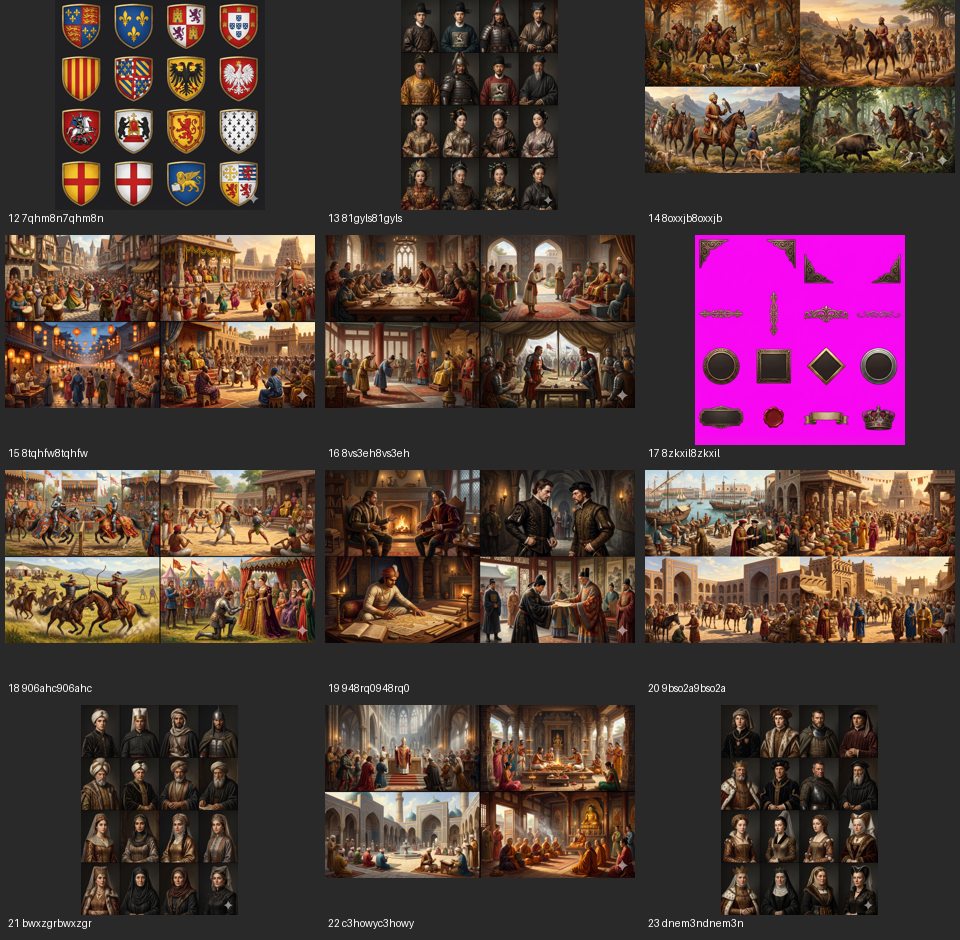 12 7qhm8n7qhm8n
13 81gyls81gyls
14 8oxxjb8oxxjb
15 8tqhfw8tqhfw
16 8vs3eh8vs3eh
17 8zkxil8zkxil
18 906ahc906ahc
19 948rq0948rq0
20 9bso2a9bso2a
21 bwxzgrbwxzgr
22 c3howyc3howy
23 dnem3ndnem3n